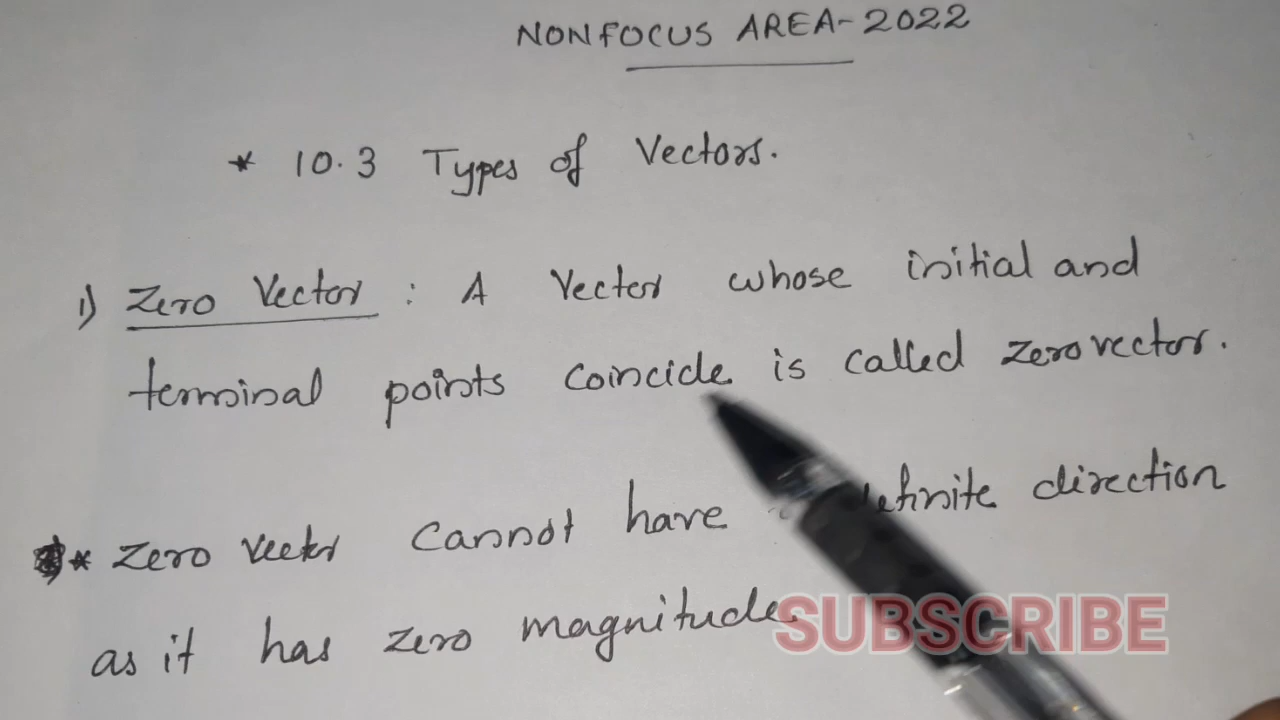 NONFOCUS AREA-2022
* 10.3 Types of Vectors.
1) Zero Vector : A Vector whose initial and
terminal points coincide is called zero vector.
* zero vector cannot have definite direction
as it has zero magnitude
SUBSCRIBE